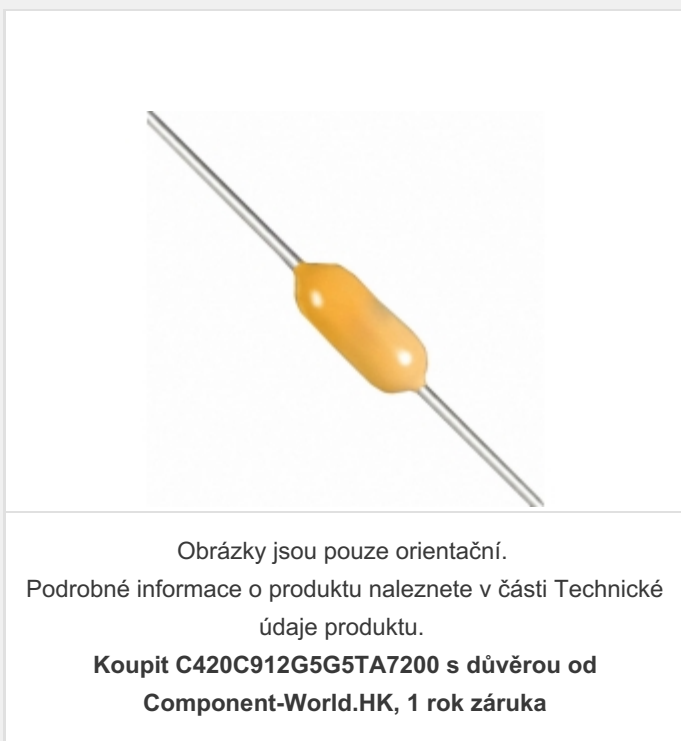 Obrázky jsou pouze orientační.
Podrobné informace o produktu naleznete v části Technické
údaje produktu.
Koupit C420C912G5G5TA7200 s důvěrou od
Component-World.HK, 1 rok záruka